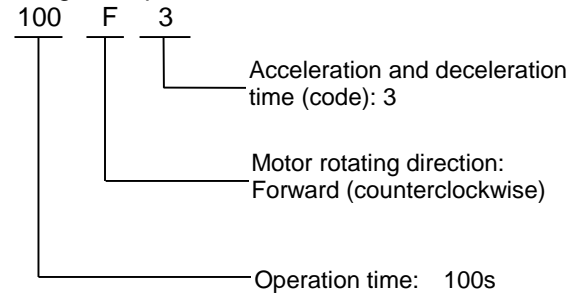 100 F 3
Acceleration and deceleration
time (code): 3
Motor rotating direction:
Forward (counterclockwise)
Operation time: 100s